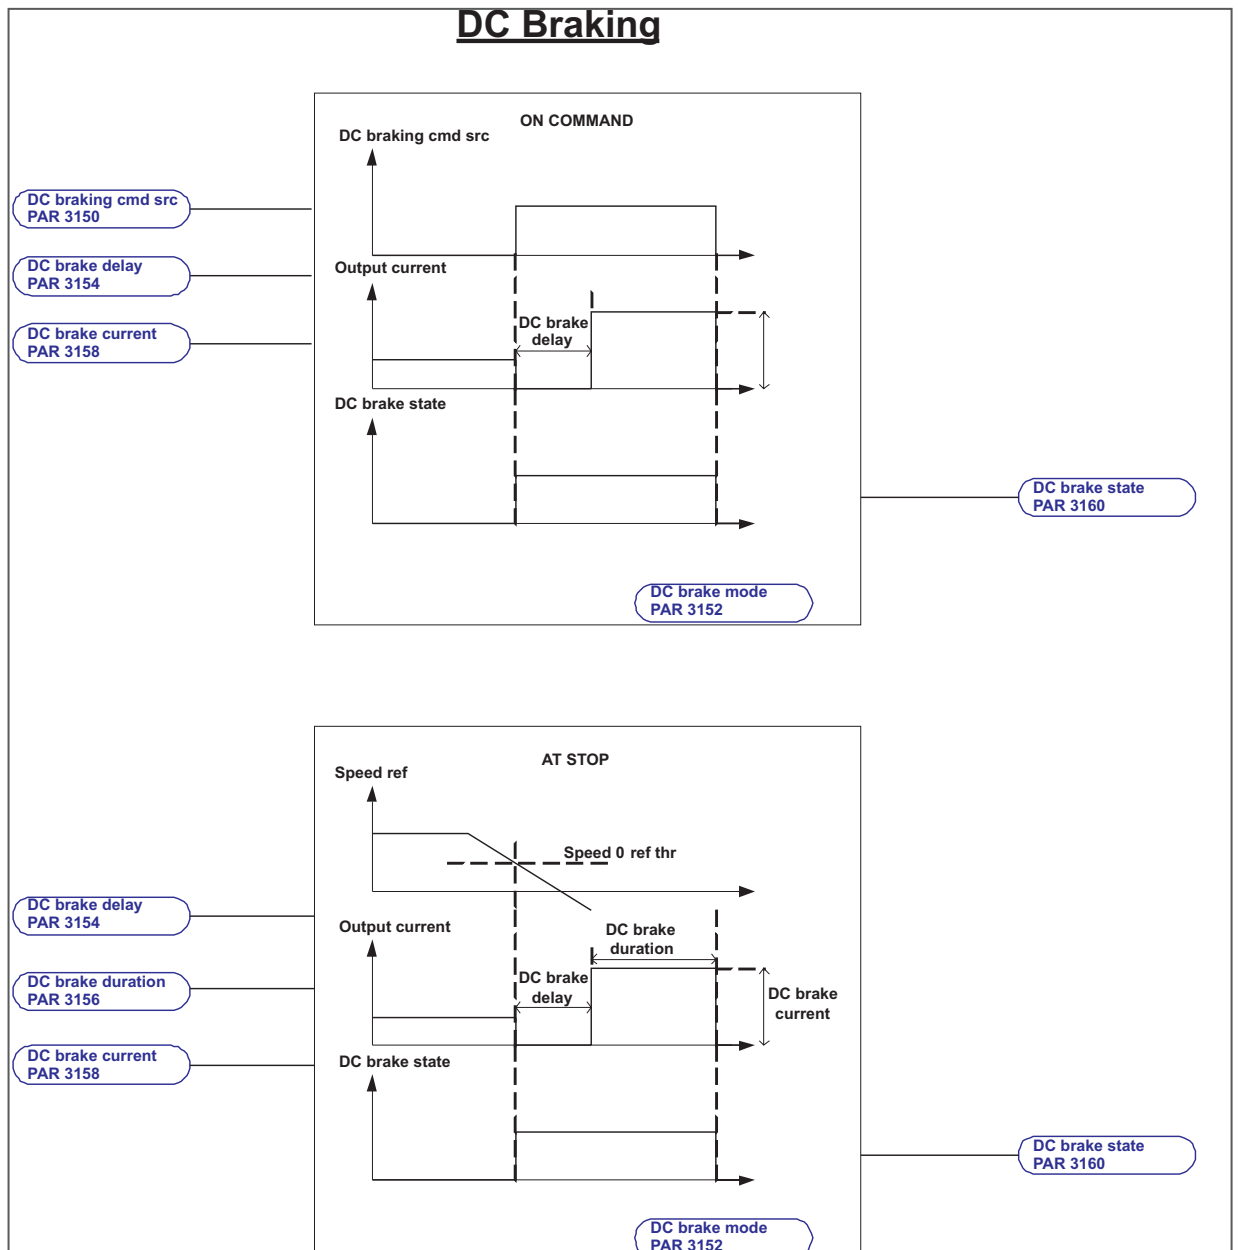 DC Braking
ON COMMAND
DC braking cmd src
DC braking cmd src
PAR 3150
DC brake delay
PAR 3154
Output current
DC brake current
PAR 3158
DC brake
delay
DC brake state
DC brake state
PAR 3160
DC brake mode
PAR 3152
AT STOP
Speed ref
Speed 0 ref thr
DC brake delay
PAR 3154
Output current
DC brake
duration
DC brake duration
PAR 3156
DC brake
delay
DC brake
current
DC brake current
PAR 3158
DC brake state
DC brake state
PAR 3160
DC brake mode
PAR 3152